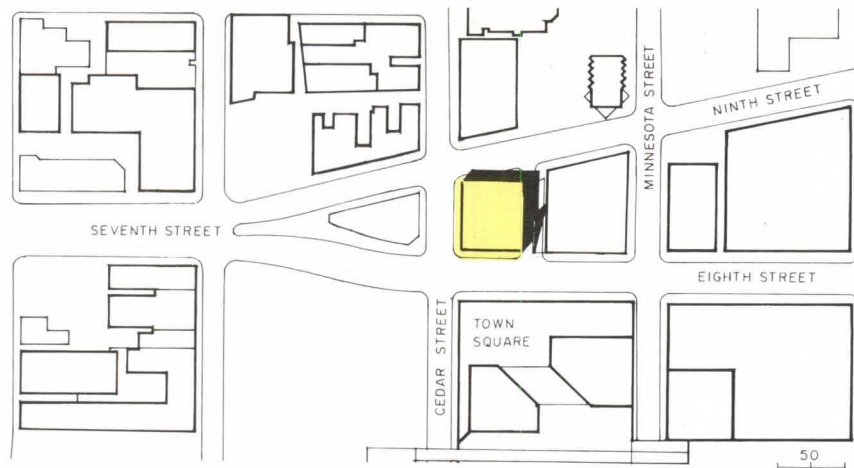 MINNESOTA STREET
NINTH STREET
SEVENTH STREET
EIGHTH STREET
CEDAR STREET
TOWN
SQUARE
50